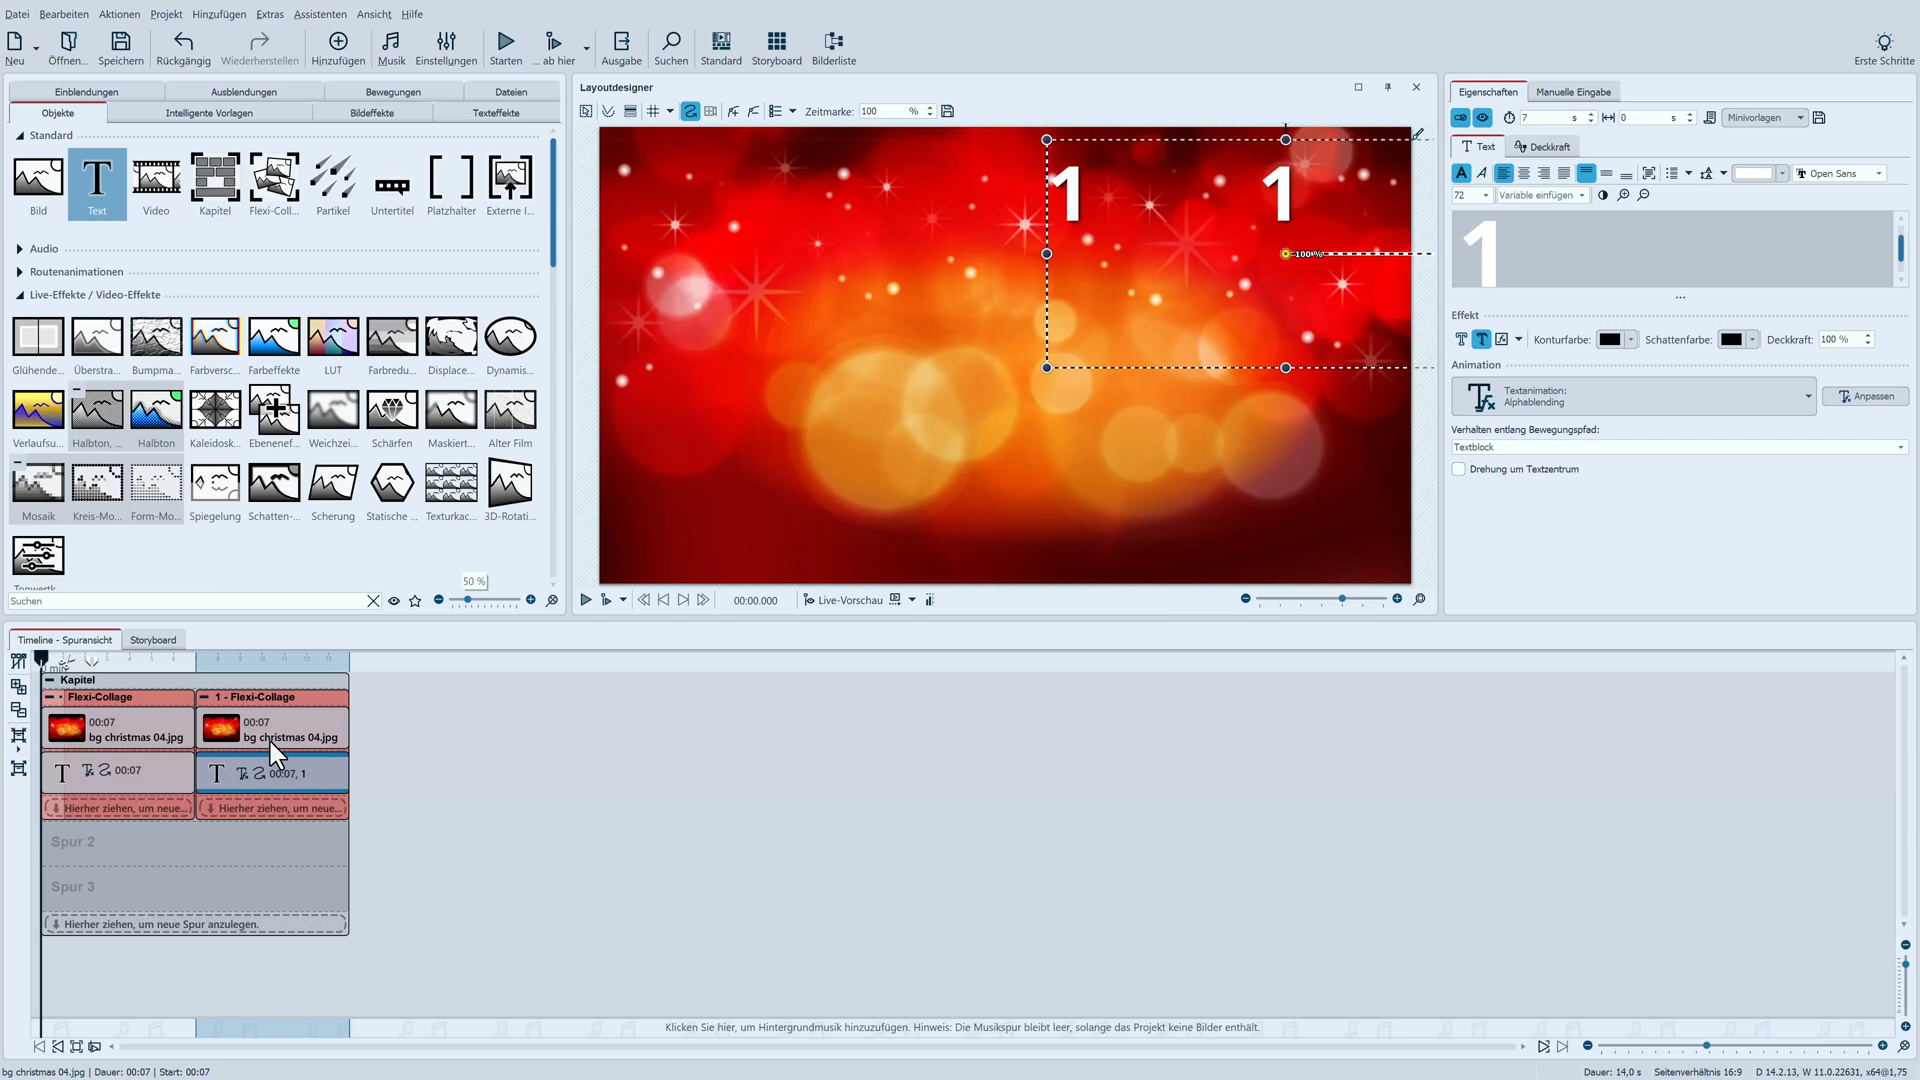 Datei Bearbeiten Aktionen Projekt Hinzufügen Extras Assistenten Ansicht Hilfe
Neu Öffnen... Speichern Rückgängig Wiederherstellen Hinzufügen Musik Einstellungen Starten ... ab hier Ausgabe Suchen Standard Storyboard Bilderliste Erste Schritte
Einblendungen Ausblendungen Bewegungen Dateien
Objekte Intelligente Vorlagen Bildeffekte Texteffekte
Standard
Bild Text Video Kapitel Flexi-Coll... Partikel Untertitel Platzhalter Externe I...
Audio
Routenanimationen
Live-Effekte / Video-Effekte
Glühende... Überstra... Bumpma... Farbversc... Farbeffekte LUT Farbredu... Displace... Dynamis...
Verlaufsu... Halbton, ... Halbton Kaleidosk... Ebenenef... Weichzei... Schärfen Maskiert... Alter Film
Mosaik Kreis-Mo... Form-Mo... Spiegelung Schatten-... Scherung Statische ... Texturkac... 3D-Rotati...
50 %
Suchen
Layoutdesigner
Zeitmarke: 100 %
1 1
100 %
00:00.000 Live-Vorschau
Eigenschaften Manuelle Eingabe
7 s 0 s Minivorlagen
Text Deckkraft
Open Sans
72 Variable einfügen
1
Effekt
Konturfarbe: Schattenfarbe: Deckkraft: 100 %
Animation
Textanimation:
Alphablending
Anpassen
Verhalten entlang Bewegungspfad:
Textblock
Drehung um Textzentrum
Timeline - Spuransicht Storyboard
3 4 5 6 8 9 10 11 12 13
Kapitel
Flexi-Collage 1 - Flexi-Collage
00:07 00:07
bg christmas 04.jpg bg christmas 04.jpg
00:07 00:07, 1
Hierher ziehen, um neue... Hierher ziehen, um neue...
Spur 2
Spur 3
Hierher ziehen, um neue Spur anzulegen.
Klicken Sie hier, um Hintergrundmusik hinzuzufügen. Hinweis: Die Musikspur bleibt leer, solange das Projekt keine Bilder enthält.
bg christmas 04.jpg | Dauer: 00:07 | Start: 00:07 Dauer: 14,0 s Seitenverhältnis 16:9 D 14.2.13, W 11.0.22631, x64@1,75